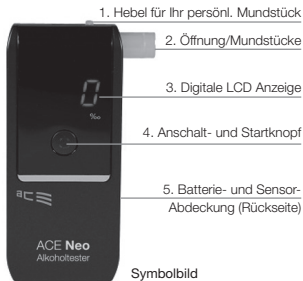 1. Hebel für Ihr persönl. Mundstück
2. Öffnung/Mundstücke
3. Digitale LCD Anzeige
0
‰
4. Anschalt- und Startknopf
ace
5. Batterie- und Sensor-
Abdeckung (Rückseite)
ACE Neo
Alkoholtester
Symbolbild